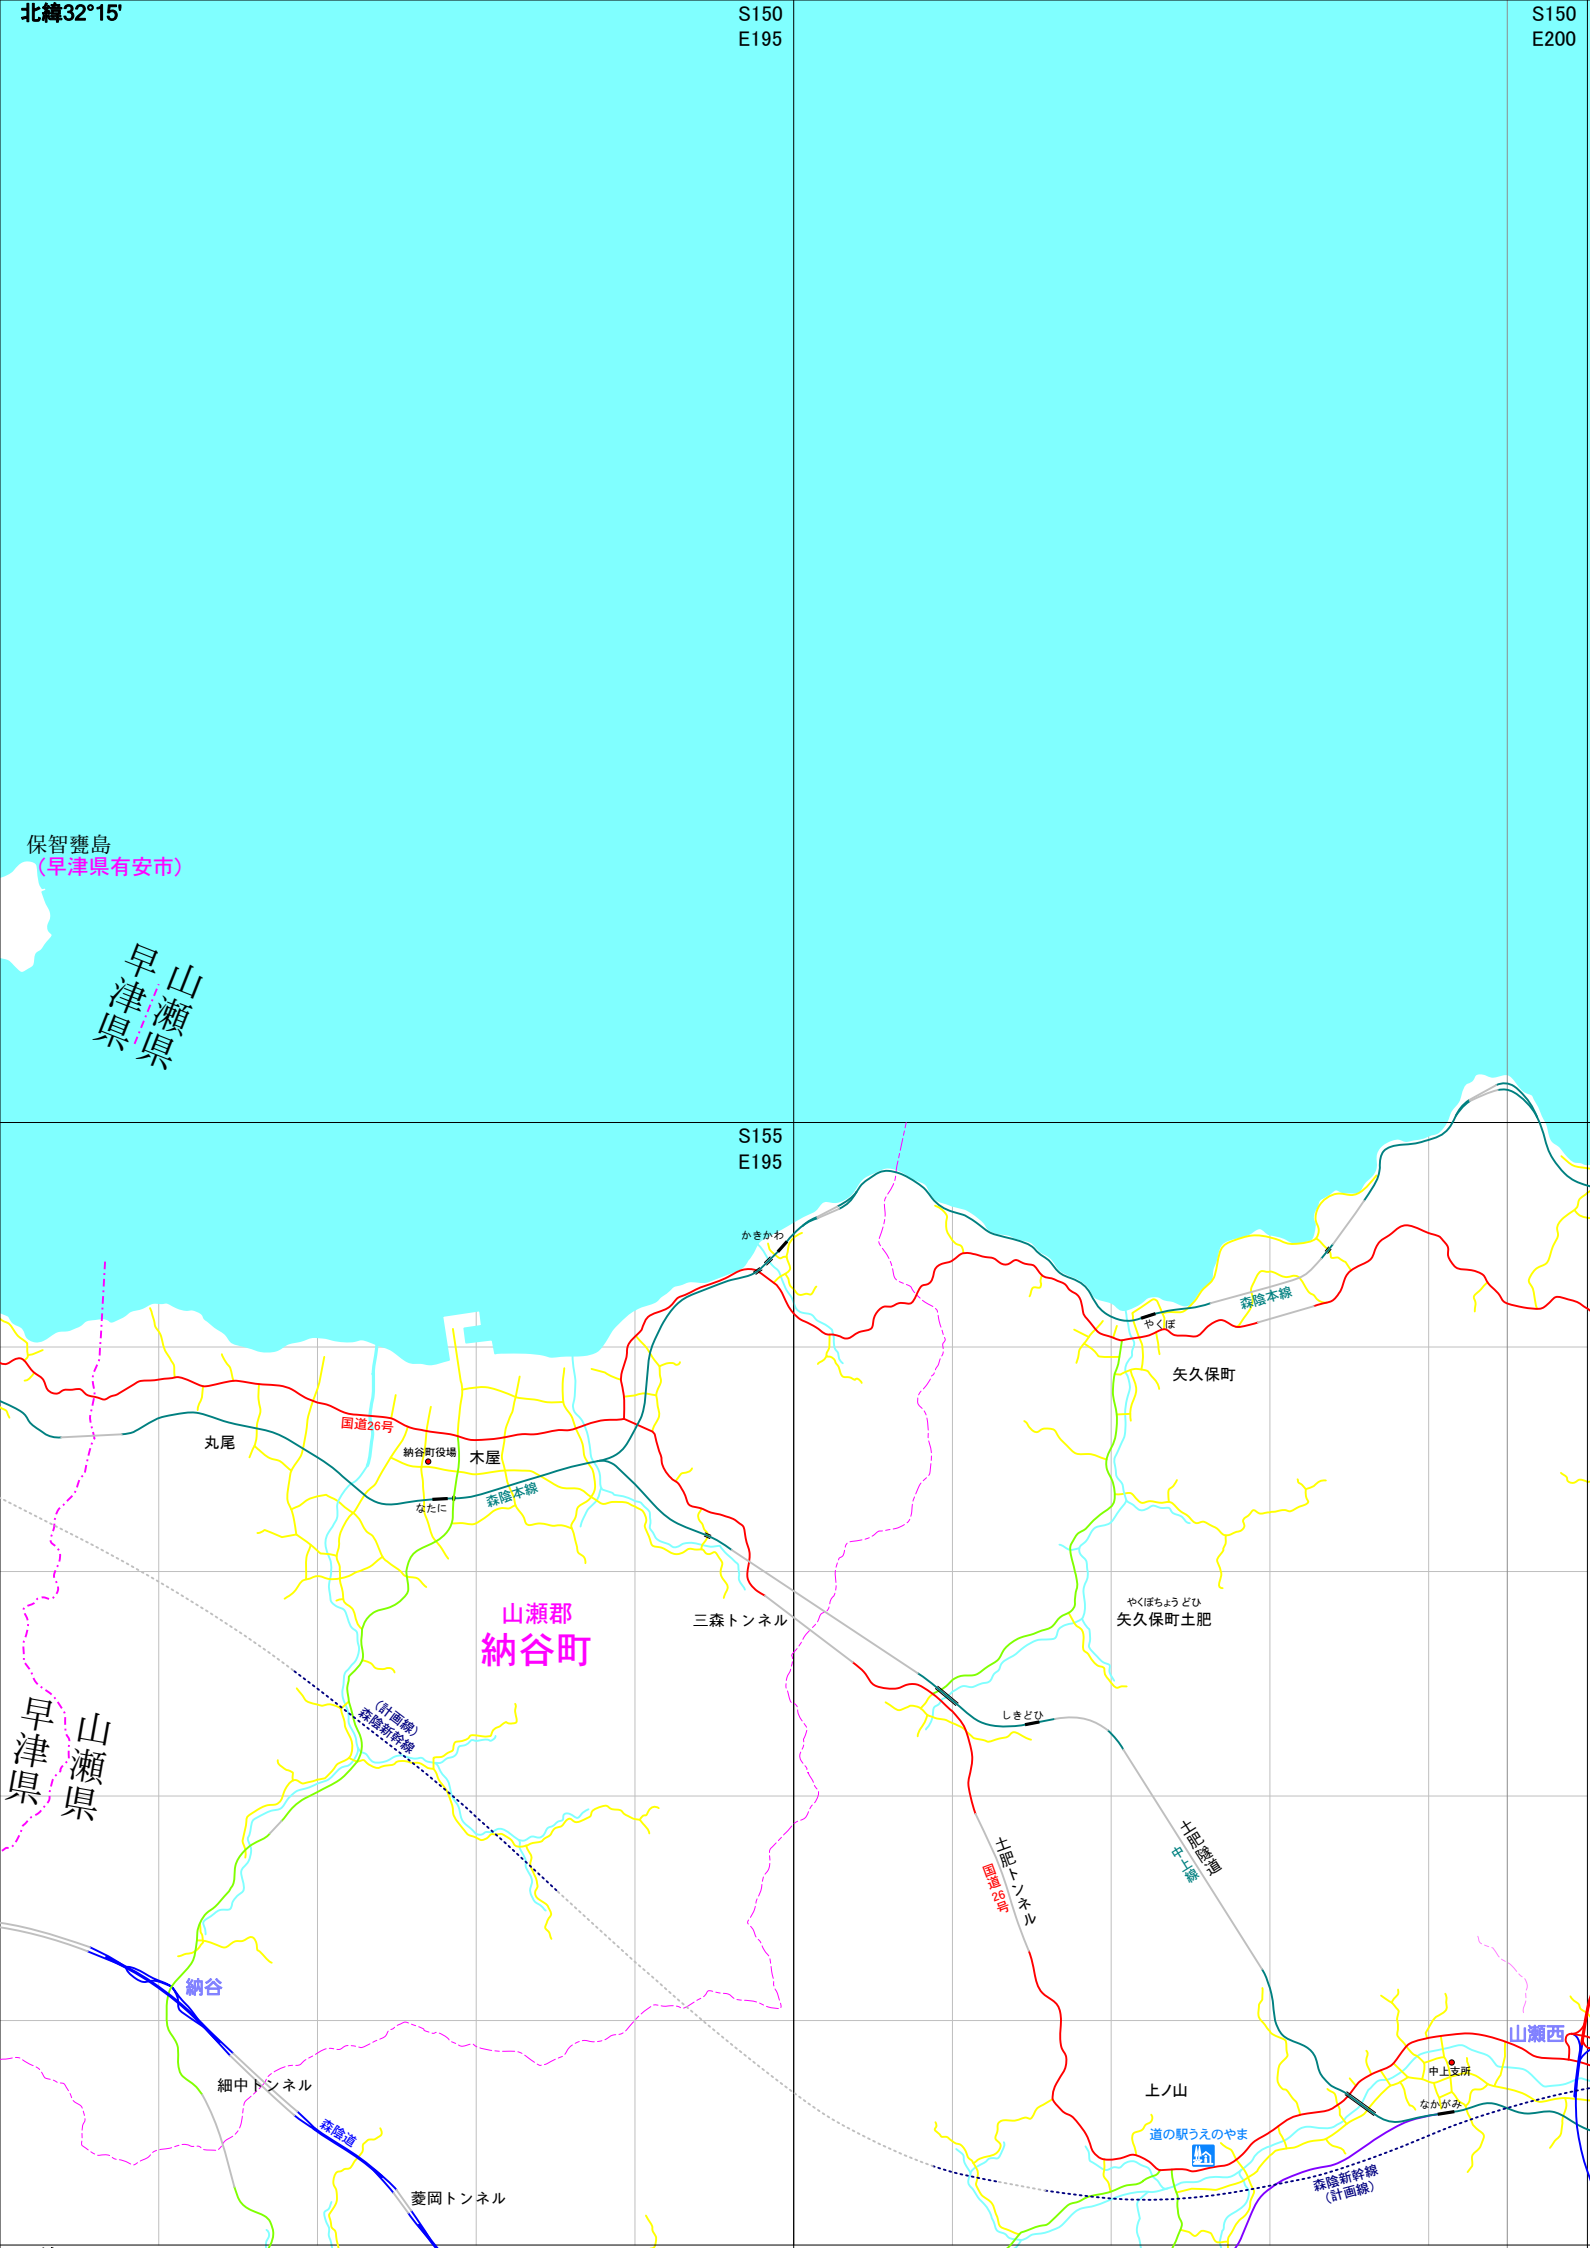 北緯32°15'
S150
E195
S150
E200
保智甕島
(早津県有安市)
早津県
山瀬県
S155
E195
かきかわ
やくぼ
森陰本線
矢久保町
丸尾
国道26号
納谷町役場
木屋
なたに
森陰本線
山瀬郡
納谷町
三森トンネル
やくぼちょうどひ
矢久保町土肥
しきどひ
(計画線)
森陰新幹線
早津県
山瀬県
土肥トンネル
国道26号
土肥隧道
中上線
納谷
細中トンネル
森陰道
菱岡トンネル
山瀬西
中上支所
なかがみ
上ノ山
道の駅うえのやま
森陰新幹線
(計画線)